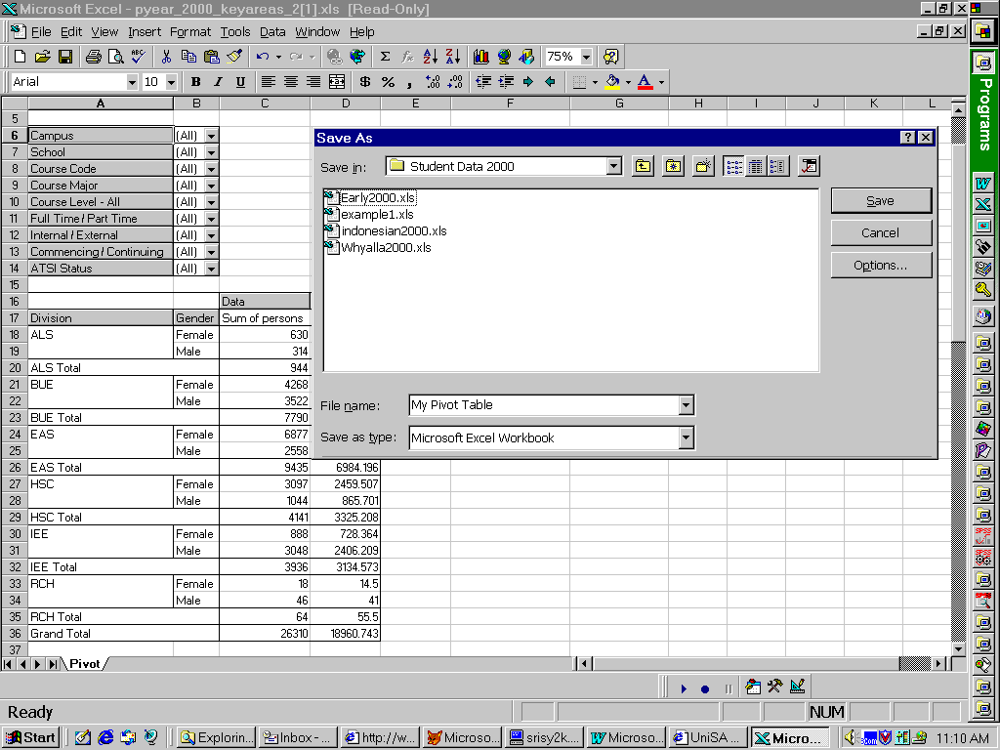 Microsoft Excel - pyear_2000_keyareas_2[1].xls [Read-Only]
File Edit View Insert Format Tools Data Window Help
75%
Arial 10 B I U $ % ,
A B C D E F G H I J K L
5
6 Campus (All)
7 School (All)
8 Course Code (All)
9 Course Major (All)
10 Course Level - All (All)
11 Full Time / Part Time (All)
12 Internal / External (All)
13 Commencing / Continuing (All)
14 ATSI Status (All)
15
16 Data
17 Division Gender Sum of persons
18 ALS Female 630
19 Male 314
20 ALS Total 944
21 BUE Female 4268
22 Male 3522
23 BUE Total 7790
24 EAS Female 6877
25 Male 2558
26 EAS Total 9435 6984.196
27 HSC Female 3097 2459.507
28 Male 1044 865.701
29 HSC Total 4141 3325.208
30 IEE Female 888 728.364
31 Male 3048 2406.209
32 IEE Total 3936 3134.573
33 RCH Female 18 14.5
34 Male 46 41
35 RCH Total 64 55.5
36 Grand Total 26310 18960.743
37
Save As
Save in: Student Data 2000
Early2000.xls
example1.xls
indonesian2000.xls
Whyalla2000.xls
Save
Cancel
Options...
File name: My Pivot Table
Save as type: Microsoft Excel Workbook
Programs
Pivot
Ready NUM
Start Explorin... Inbox - ... http://w... Microso... srisy2k.... Microso... UniSA ... Micro... 11:10 AM